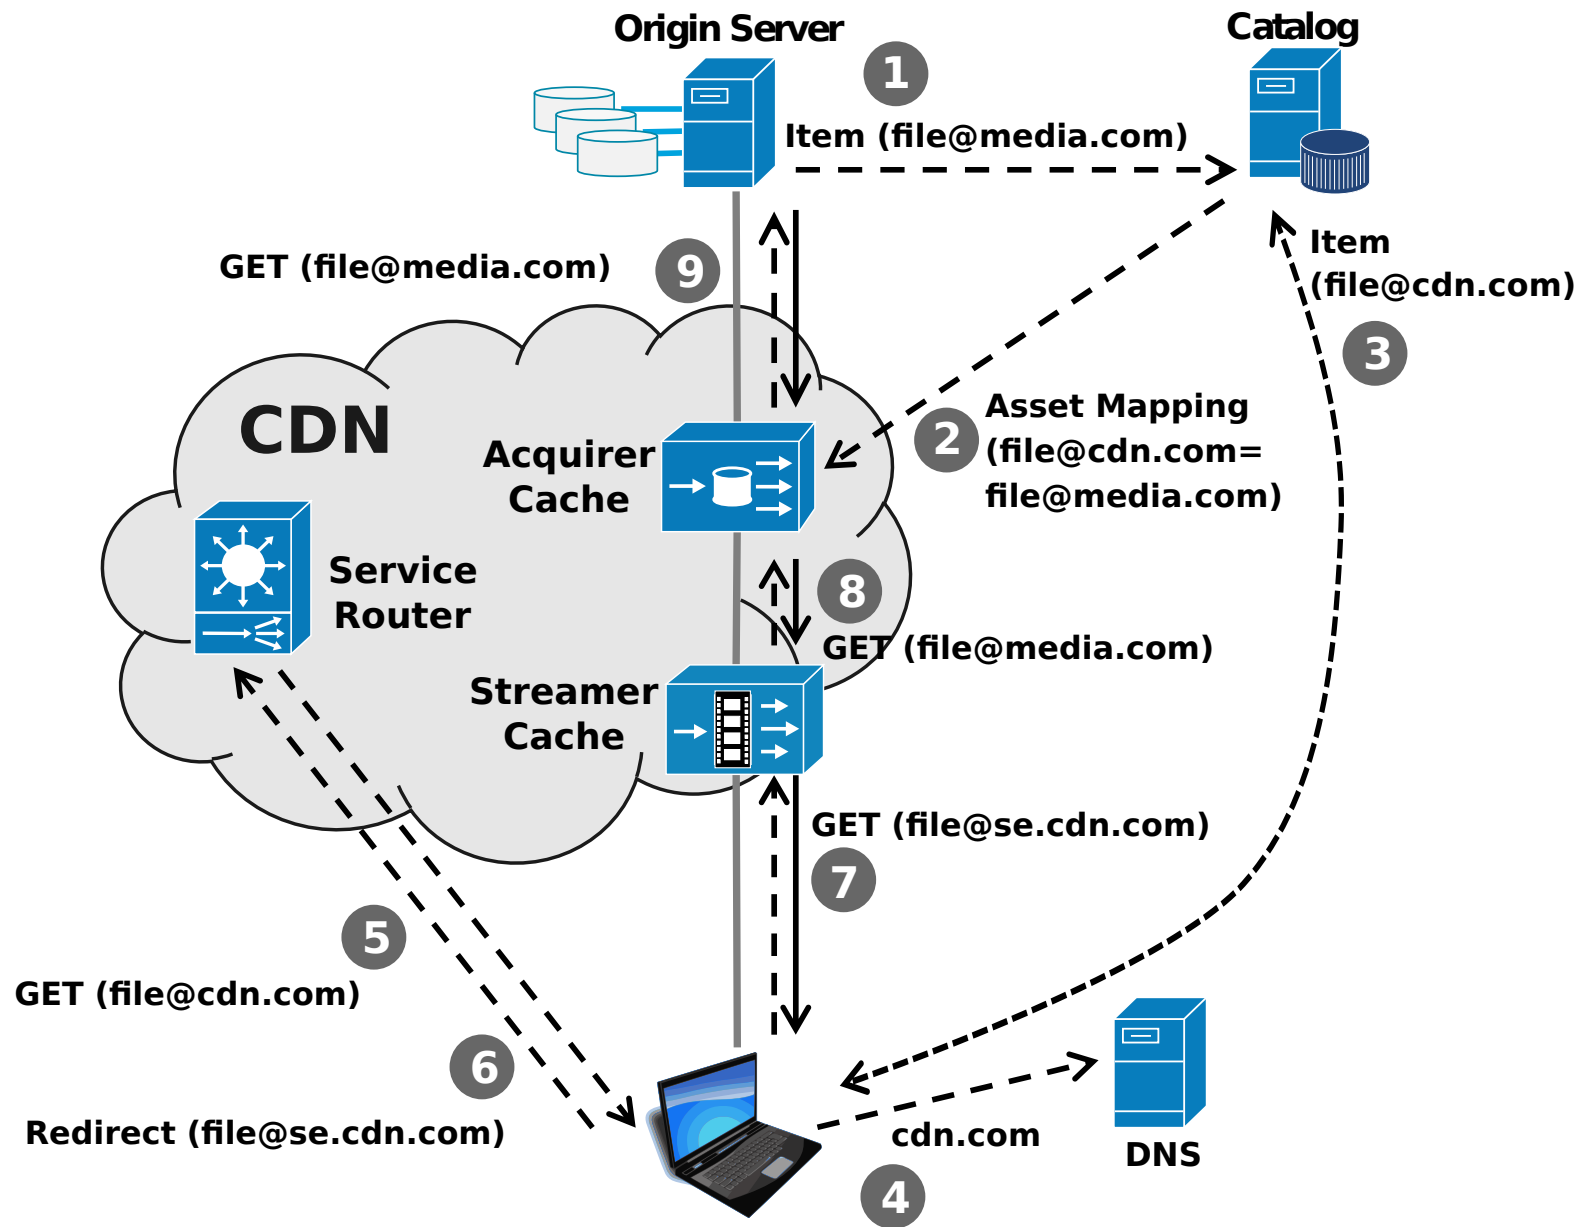 Origin Server
Catalog
1
Item (file@media.com)
GET (file@media.com)
9
Item
(file@cdn.com)
3
CDN
Acquirer
Cache
2
Asset Mapping
(file@cdn.com=
file@media.com)
Service
Router
8
GET (file@media.com)
Streamer
Cache
GET (file@se.cdn.com)
7
5
GET (file@cdn.com)
6
Redirect (file@se.cdn.com)
cdn.com
DNS
4